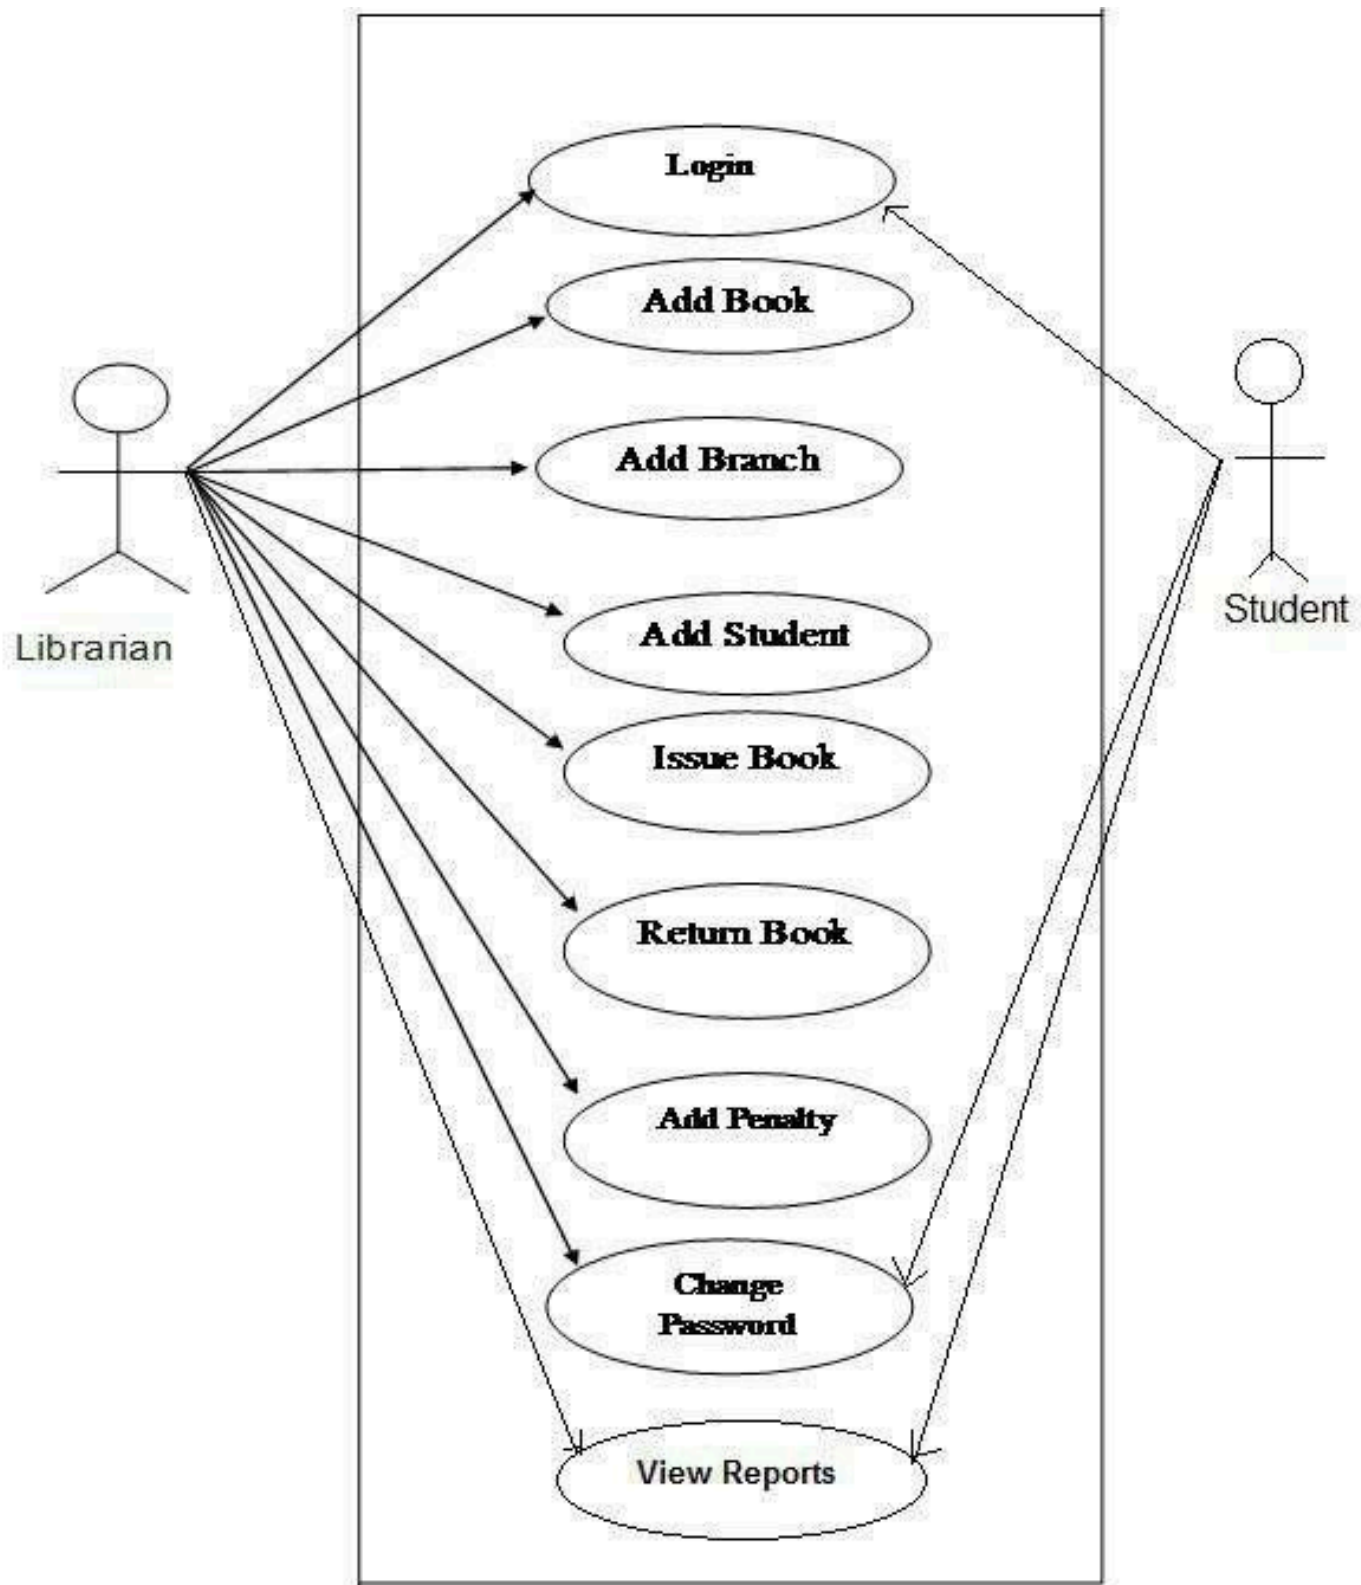 Login
Add Book
Add Branch
Add Student
Issue Book
Return Book
Add Penalty
Change
Password
View Reports
Librarian
Student